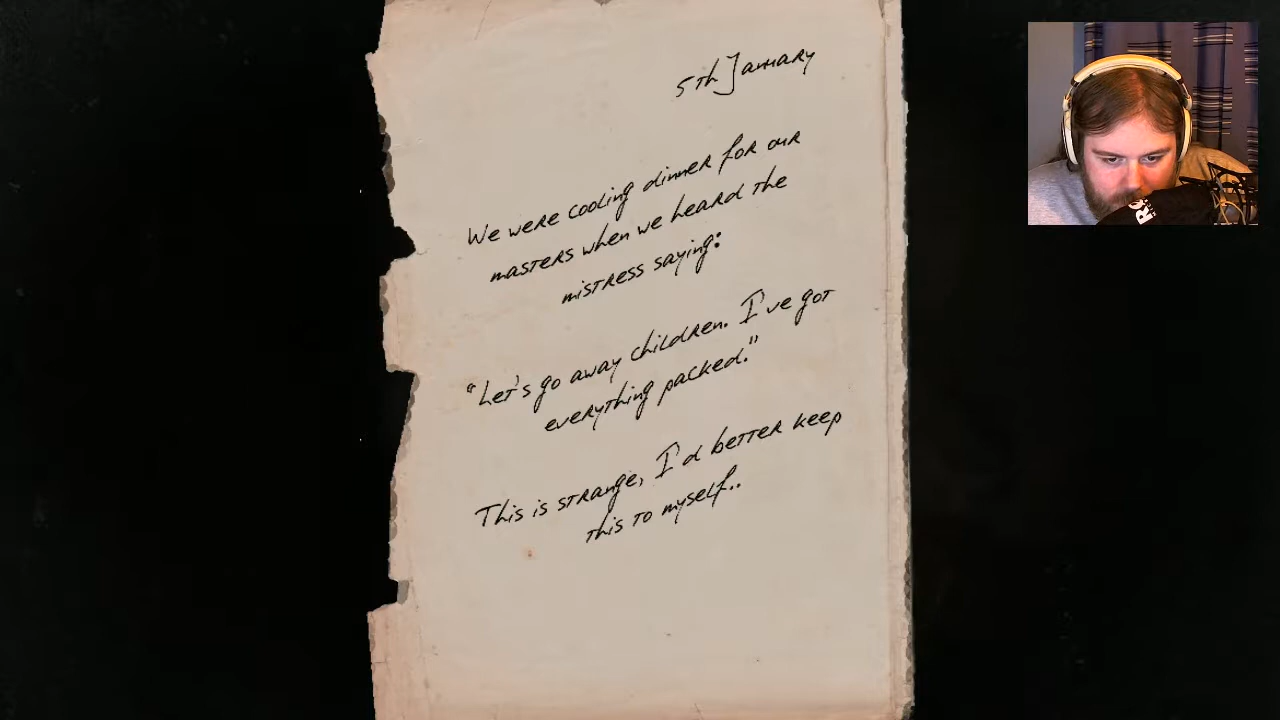 5th January
We were cooling dinner for our
masters when we heard the
mistress saying:
"Let's go away children. I've got
everything packed."
This is strange, I'd better keep
this to myself..